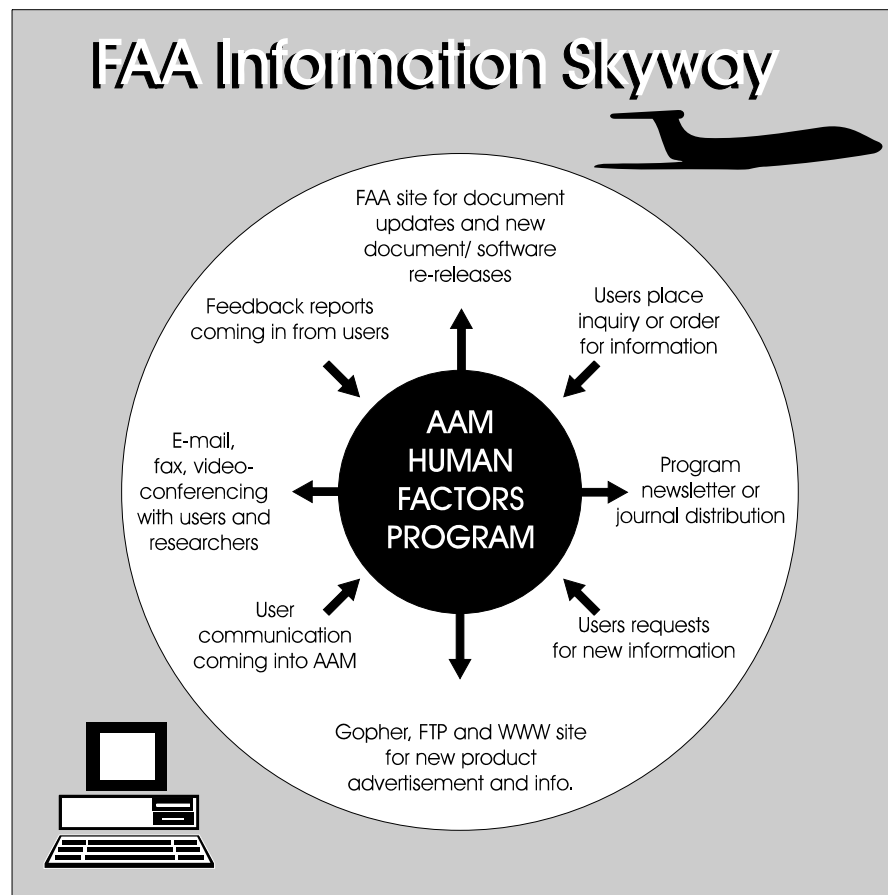 FAA Information Skyway
FAA site for document
updates and new
document/ software
re-releases
Feedback reports
coming in from users
Users place
inquiry or order
for information
AAM
HUMAN
FACTORS
PROGRAM
E-mail,
fax, video-
conferencing
with users and
researchers
Program
newsletter or
journal distribution
User
communication
coming into AAM
Users requests
for new information
Gopher, FTP and WWW site
for new product
advertisement and info.